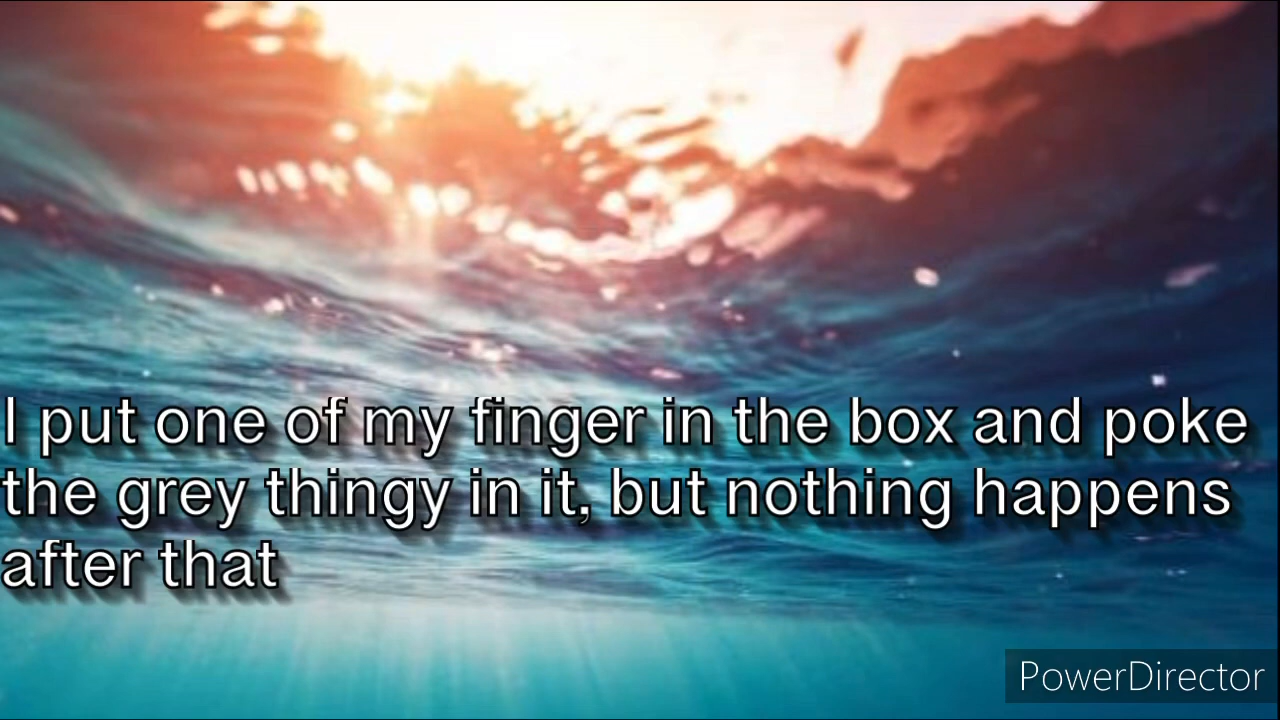 I put one of my finger in the box and poke
the grey thingy in it, but nothing happens
after that
PowerDirector